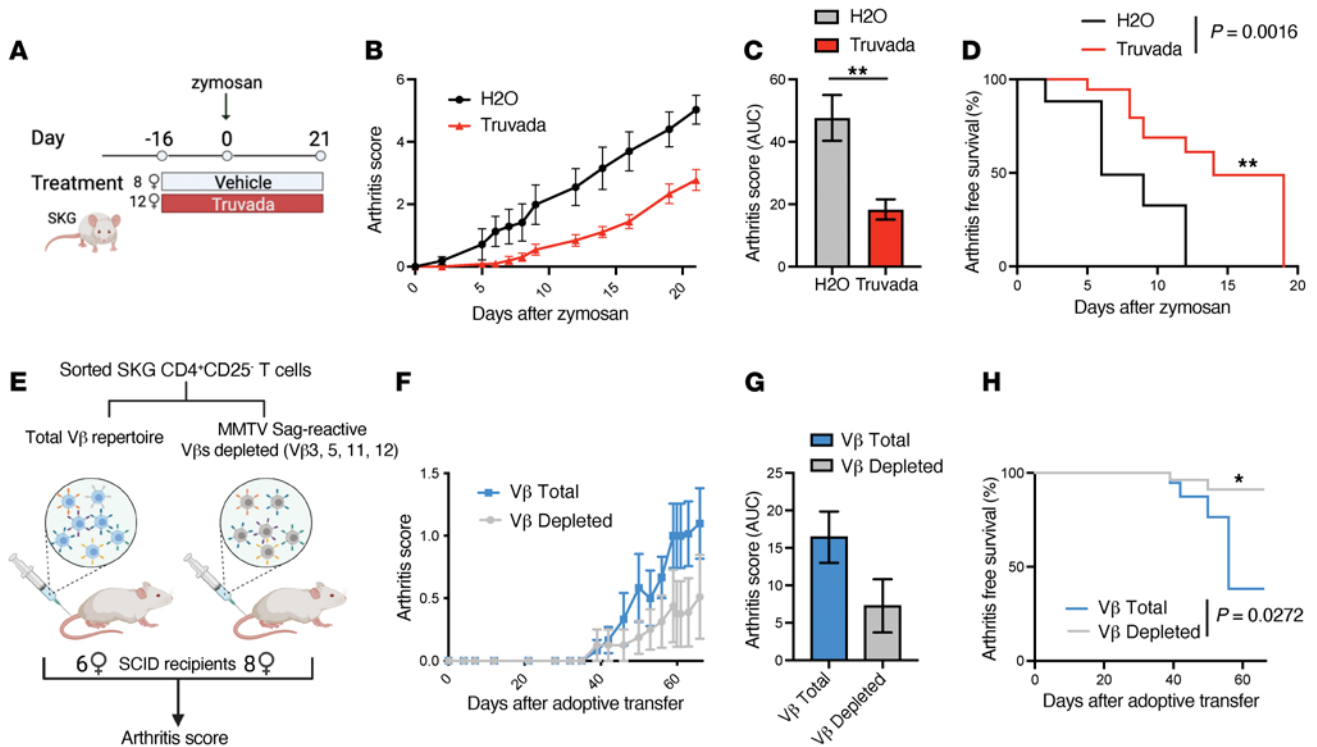 A
zymosan
Day
-16
0
21
Treatment
8 ♀
Vehicle
12♀
Truvada
SKG
B
6
4
2
0
Arthritis score
H2O
Truvada
0
5
10
15
20
Days after zymosan
C
H2O
Truvada
60
40
20
0
Arthritis score (AUC)
**
H2O Truvada
D
H2O
Truvada
P = 0.0016
100
50
0
Arthritis free survival (%)
**
0
5
10
15
20
Days after zymosan
E
Sorted SKG CD4⁺CD25⁻ T cells
Total Vβ repertoire
MMTV Sag-reactive
Vβs depleted (Vβ3, 5, 11, 12)
6♀ SCID recipients 8♀
Arthritis score
F
1.5
1.0
0.5
0.0
Arthritis score
Vβ Total
Vβ Depleted
0
20
40
60
Days after adoptive transfer
G
Vβ Total
Vβ Depleted
25
20
15
10
5
0
Arthritis score (AUC)
Vβ Total
Vβ Depleted
H
100
50
0
Arthritis free survival (%)
*
Vβ Total
Vβ Depleted
P = 0.0272
0
20
40
60
Days after adoptive transfer